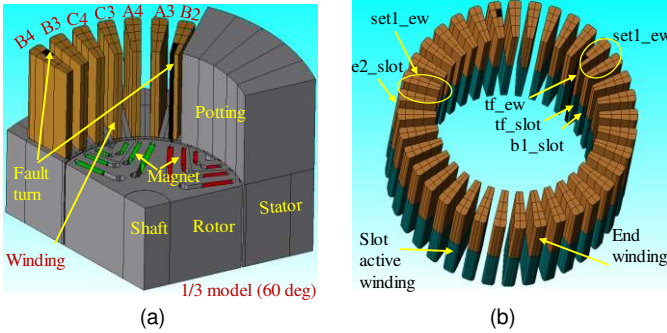 B4 B3 C4 C3 A4 A3 B2
Potting
Fault
turn
Magnet
Shaft
Rotor
Stator
Winding
1/3 model (60 deg)
(a)
set1_ew
set1_ew
e2_slot
tf_ew
tf_slot
b1_slot
Slot
active
winding
End
winding
(b)